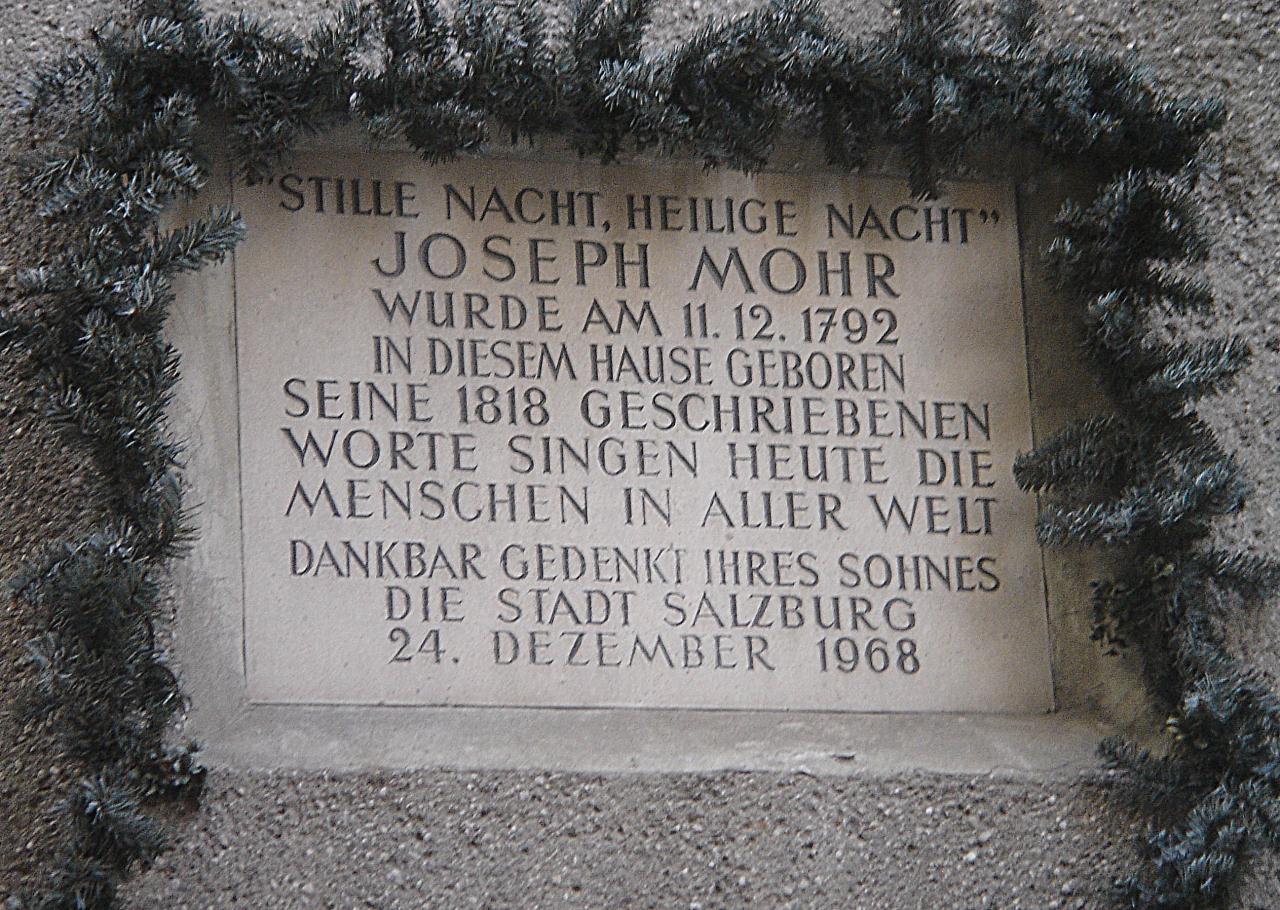 "STILLE NACHT, HEILIGE NACHT"
JOSEPH MOHR
WURDE AM 11. 12. 1792
IN DIESEM HAUSE GEBOREN
SEINE 1818 GESCHRIEBENEN
WORTE SINGEN HEUTE DIE
MENSCHEN IN ALLER WELT
DANKBAR GEDENKT IHRES SOHNES
DIE STADT SALZBURG
24. DEZEMBER 1968